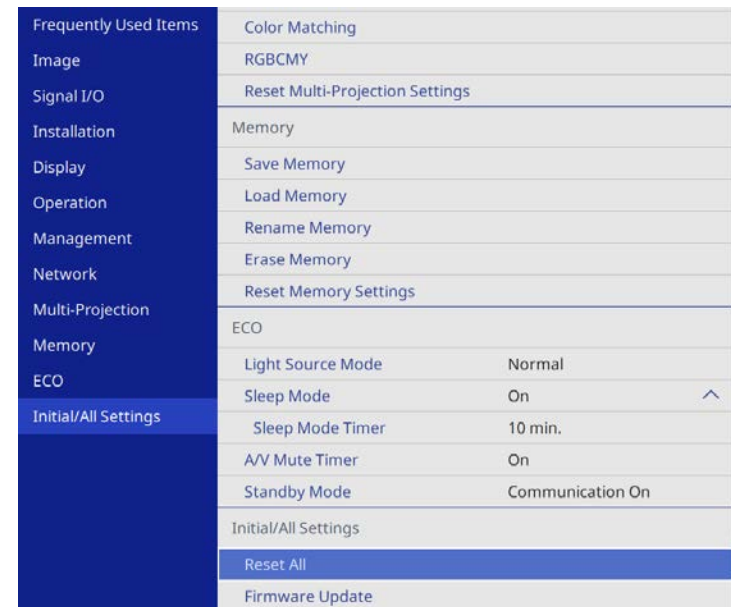 Frequently Used Items
Image
Signal I/O
Installation
Display
Operation
Management
Network
Multi-Projection
Memory
ECO
Initial/All Settings
Color Matching
RGBCMY
Reset Multi-Projection Settings
Memory
Save Memory
Load Memory
Rename Memory
Erase Memory
Reset Memory Settings
ECO
Light Source Mode Normal
Sleep Mode On
Sleep Mode Timer 10 min.
A/V Mute Timer On
Standby Mode Communication On
Initial/All Settings
Reset All
Firmware Update